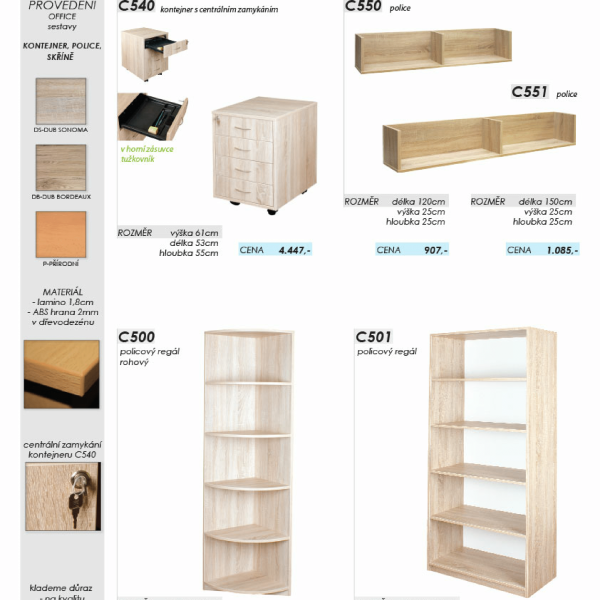 PROVEDENÍ
OFFICE
sestavy
KONTEJNER, POLICE,
SKŘÍNĚ
DS-DUB SONOMA
DB-DUB BORDEAUX
P-PŘÍRODNÍ
MATERIÁL
- lamino 1,8cm
- ABS hrana 2mm
v dřevodezénu
centrální zamykání
kontejneru C540
klademe důraz
- na kvalitu
C540 kontejner s centrálním zamykáním
v horní zásuvce
tužkovník
ROZMĚR výška 61cm
délka 53cm
hloubka 55cm
CENA 4.447,-
C550 police
C551 police
ROZMĚR délka 120cm
výška 25cm
hloubka 25cm
CENA 907,-
ROZMĚR délka 150cm
výška 25cm
hloubka 25cm
CENA 1.085,-
C500
policový regál
rohový
C501
policový regál